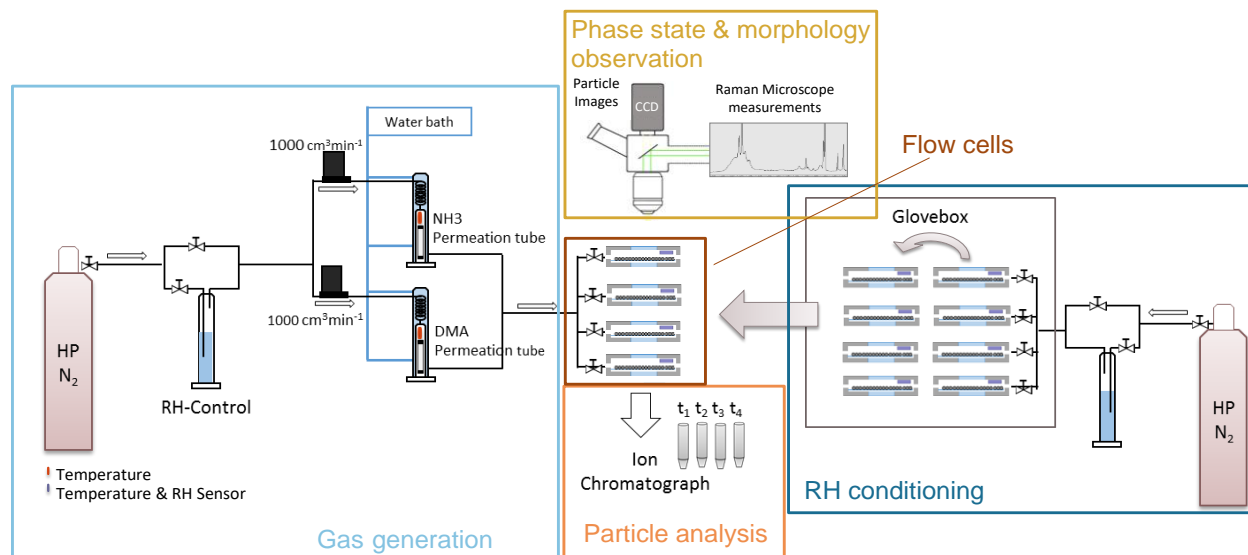 Phase state & morphology
observation
Particle
Images
CCD
Raman Microscope
measurements
Water bath
1000 cm³min⁻¹
NH3
Permeation tube
1000 cm³min⁻¹
DMA
Permeation tube
HP
N₂
RH-Control
Temperature
Temperature & RH Sensor
Gas generation
Flow cells
t₁ t₂ t₃ t₄
Ion
Chromatograph
Particle analysis
Glovebox
HP
N₂
RH conditioning